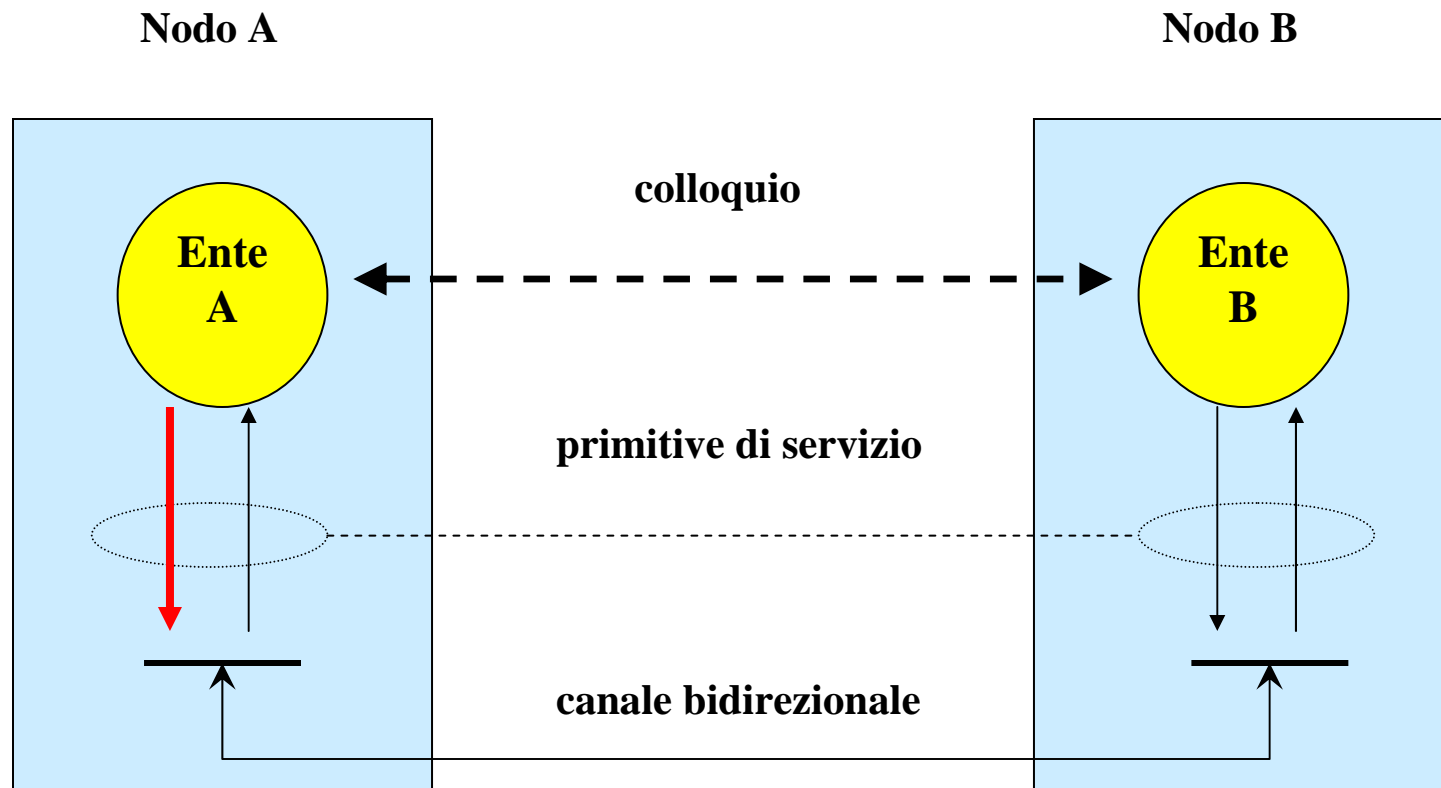 Nodo A
Nodo B
colloquio
Ente
A
Ente
B
primitive di servizio
canale bidirezionale